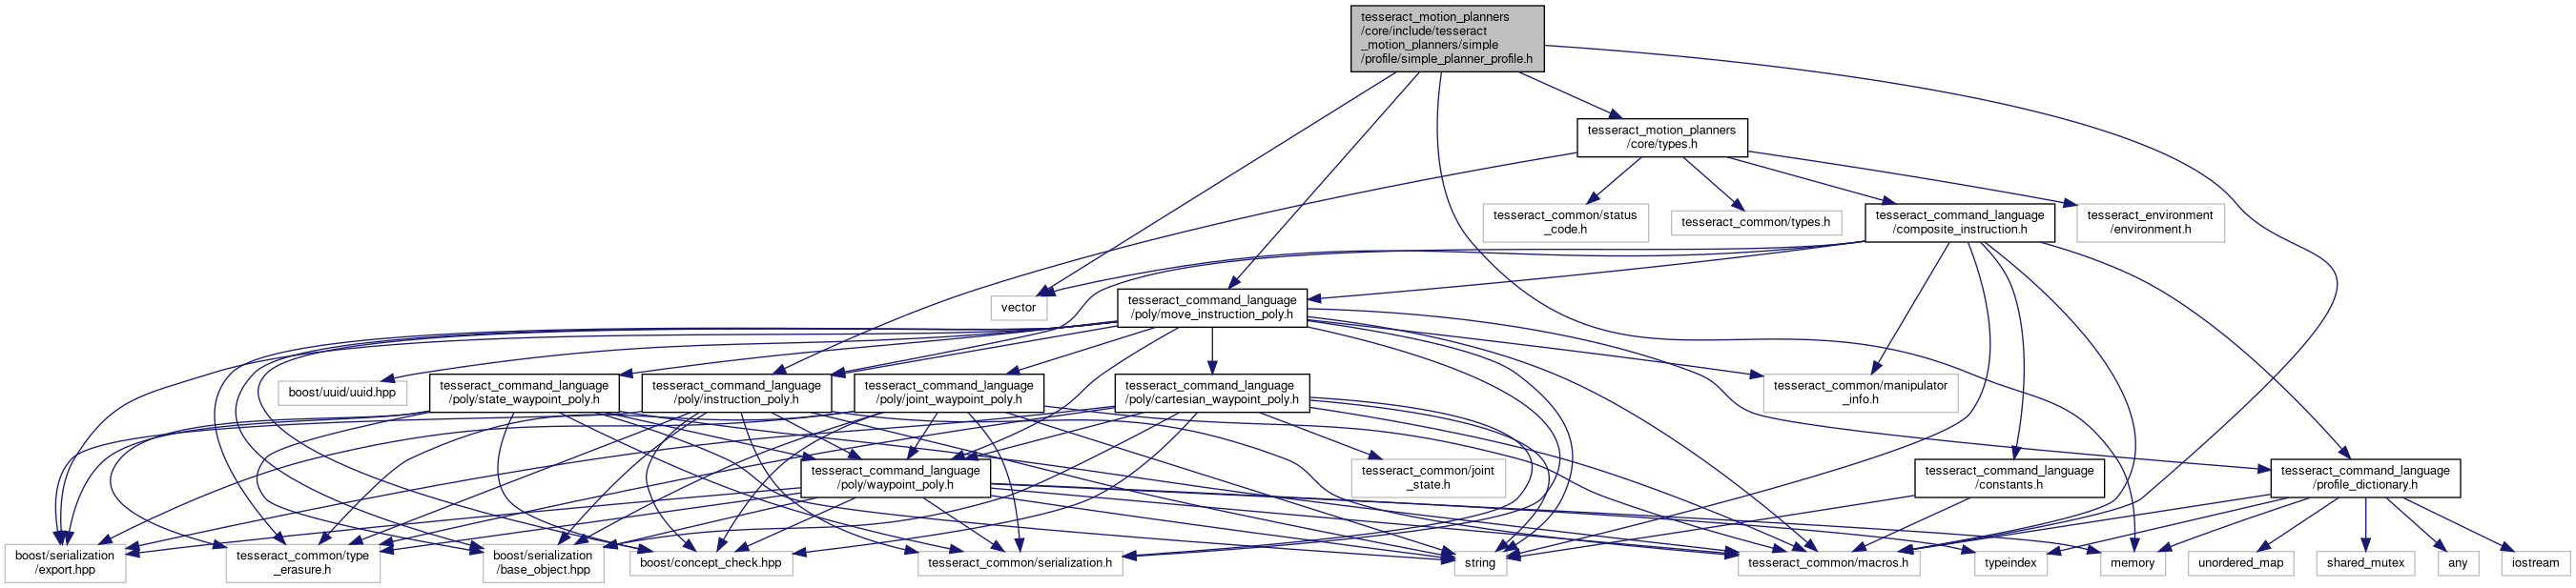 tesseract_motion_planners
/core/include/tesseract
_motion_planners/simple
/profile/simple_planner_profile.h
tesseract_motion_planners
/core/types.h
tesseract_common/status
_code.h
tesseract_common/types.h
tesseract_command_language
/composite_instruction.h
tesseract_environment
/environment.h
vector
tesseract_command_language
/poly/move_instruction_poly.h
boost/uuid/uuid.hpp
tesseract_command_language
/poly/state_waypoint_poly.h
tesseract_command_language
/poly/instruction_poly.h
tesseract_command_language
/poly/joint_waypoint_poly.h
tesseract_command_language
/poly/cartesian_waypoint_poly.h
tesseract_common/manipulator
_info.h
tesseract_command_language
/poly/waypoint_poly.h
tesseract_common/joint
_state.h
tesseract_command_language
/constants.h
tesseract_command_language
/profile_dictionary.h
boost/serialization
/export.hpp
tesseract_common/type
_erasure.h
boost/serialization
/base_object.hpp
boost/concept_check.hpp
tesseract_common/serialization.h
string
tesseract_common/macros.h
typeindex
memory
unordered_map
shared_mutex
any
iostream